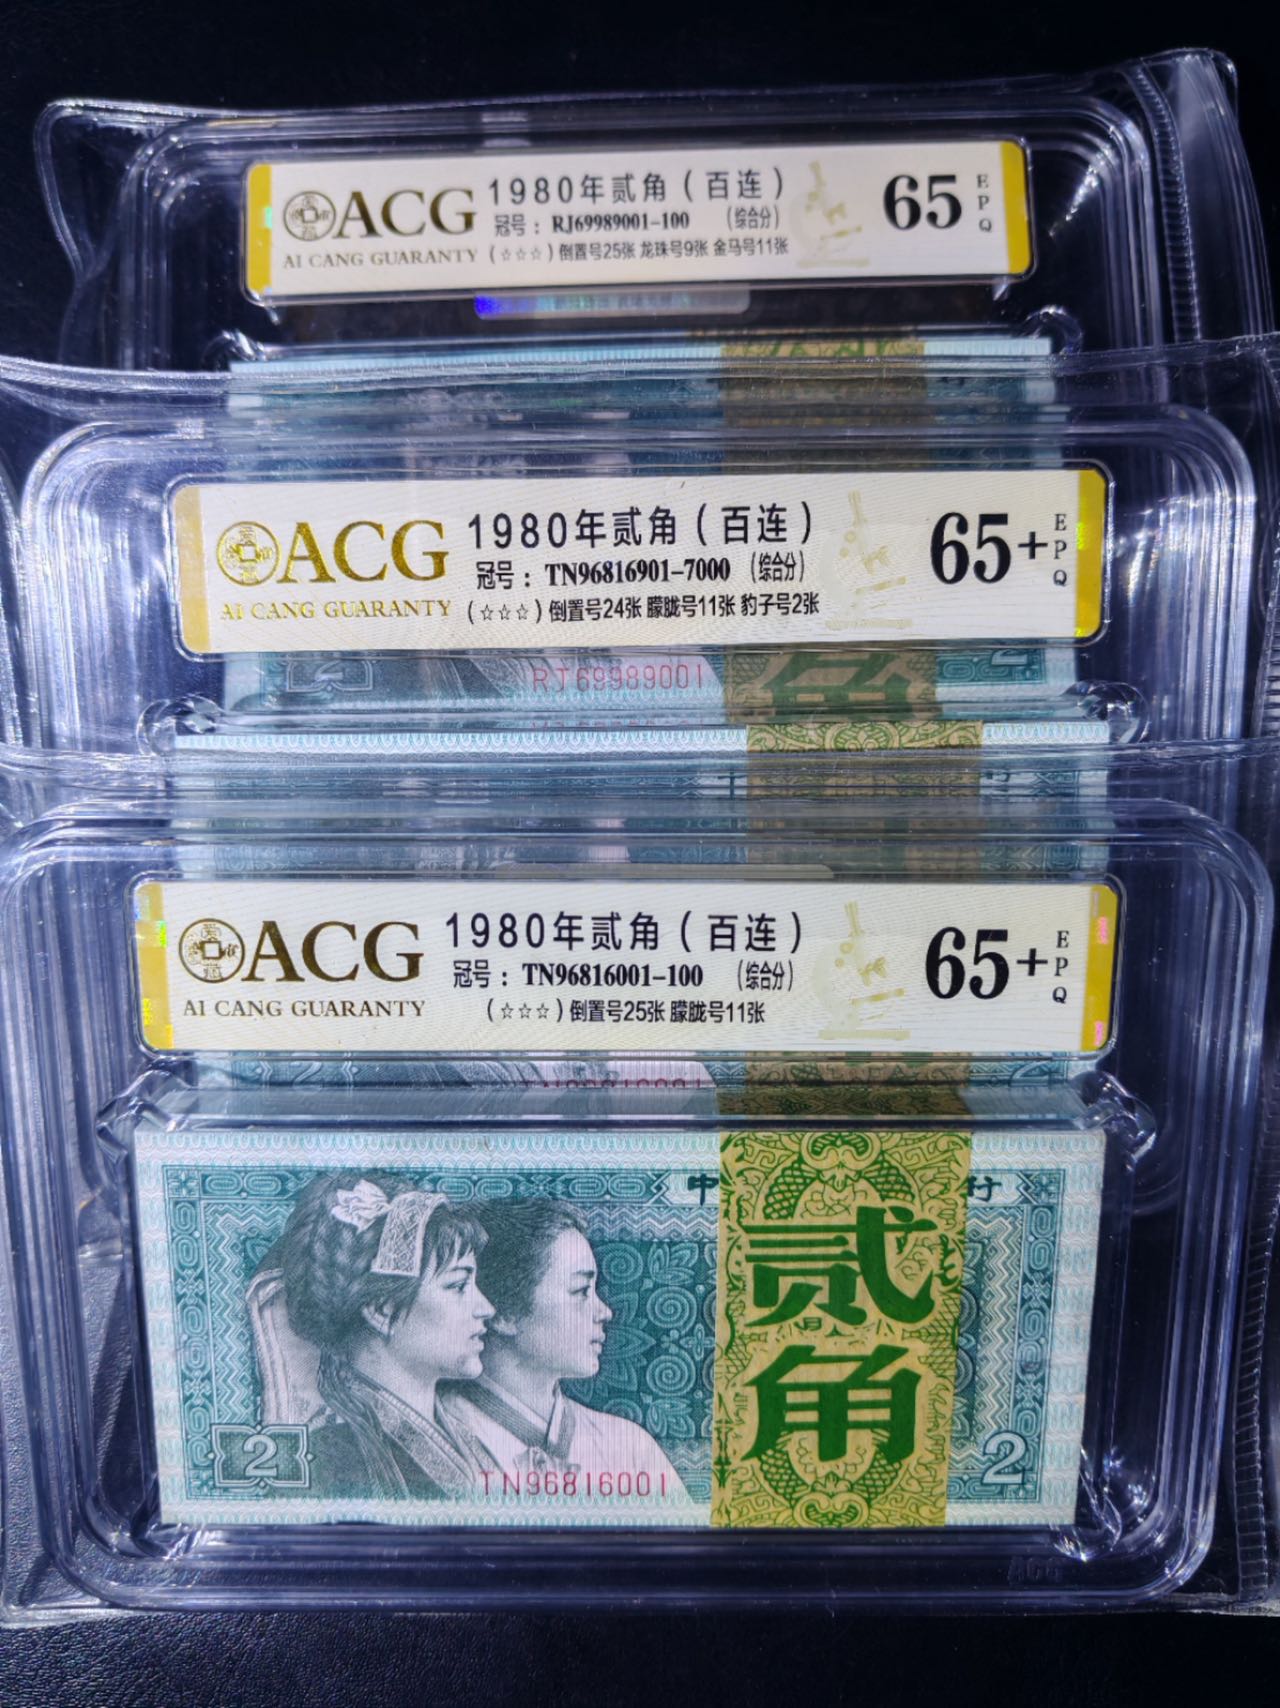 ACG
AI CANG GUARANTY
1980年贰角（百连）
冠号：RJ69989001-100 （综合分）
（☆☆☆）倒置号25张 龙珠号9张 金马号11张
65
EPQ
ACG
AI CANG GUARANTY
1980年贰角（百连）
冠号：TN96816901-7000 （综合分）
（☆☆☆）倒置号24张 朦胧号11张 豹子号2张
65+
EPQ
2
RJ69989001
角
2
ACG
AI CANG GUARANTY
1980年贰角（百连）
冠号：TN96816001-100 （综合分）
（☆☆☆）倒置号25张 朦胧号11张
65+
EPQ
中
行
贰角
2
TN96816001
2
ACG